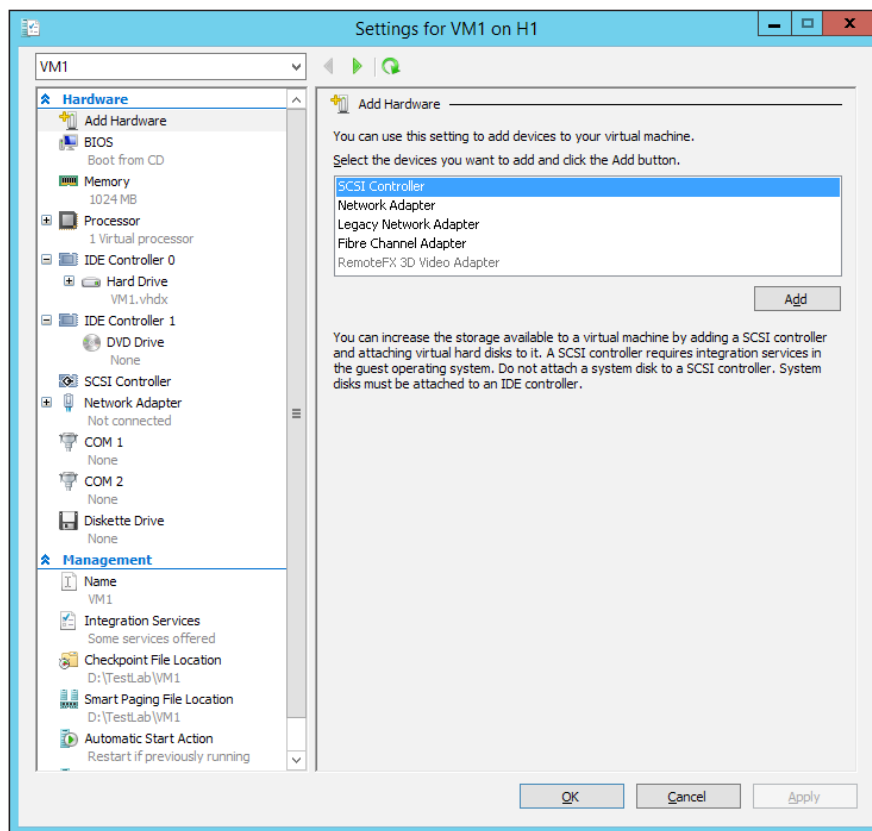 Settings for VM1 on H1
VM1
Hardware
Add Hardware
BIOS
Boot from CD
Memory
1024 MB
Processor
1 Virtual processor
IDE Controller 0
Hard Drive
VM1.vhdx
IDE Controller 1
DVD Drive
None
SCSI Controller
Network Adapter
Not connected
COM 1
None
COM 2
None
Diskette Drive
None
Management
Name
VM1
Integration Services
Some services offered
Checkpoint File Location
D:\TestLab\VM1
Smart Paging File Location
D:\TestLab\VM1
Automatic Start Action
Restart if previously running
Add Hardware
You can use this setting to add devices to your virtual machine.
Select the devices you want to add and click the Add button.
SCSI Controller
Network Adapter
Legacy Network Adapter
Fibre Channel Adapter
RemoteFX 3D Video Adapter
Add
You can increase the storage available to a virtual machine by adding a SCSI controller
and attaching virtual hard disks to it. A SCSI controller requires integration services in
the guest operating system. Do not attach a system disk to a SCSI controller. System
disks must be attached to an IDE controller.
OK
Cancel
Apply